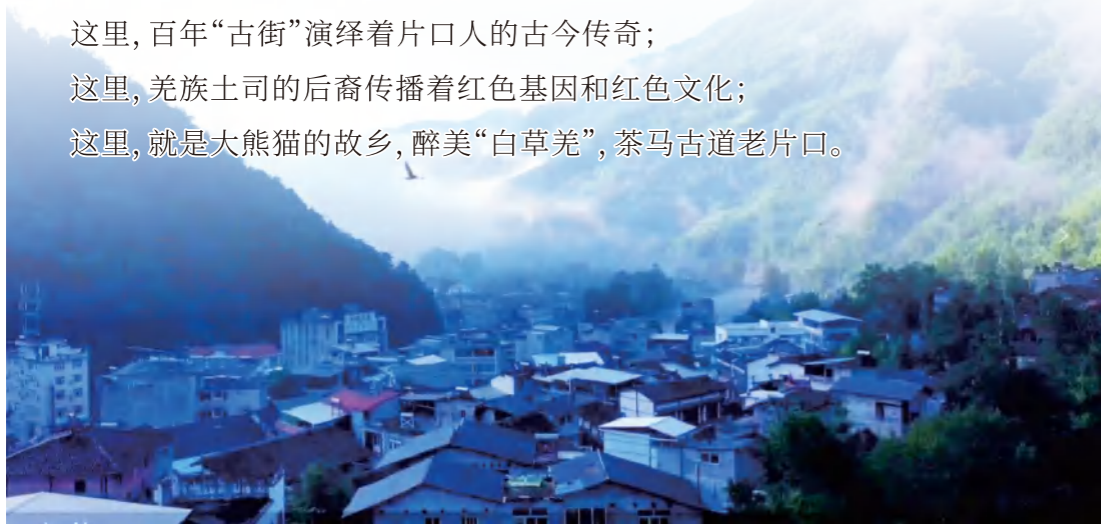 这里,百年“古街”演绎着片口人的古今传奇;
这里,羌族土司的后裔传播着红色基因和红色文化;
这里,就是大熊猫的故乡,醉美“白草羌”,茶马古道老片口。